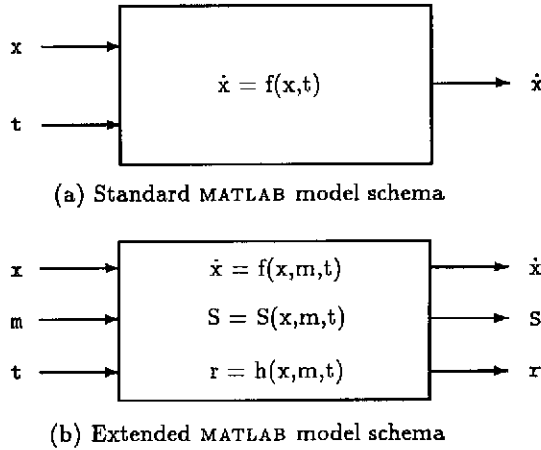 x
ẋ = f(x,t)
ẋ
t
(a) Standard MATLAB model schema
x
ẋ = f(x,m,t)
ẋ
m
S = S(x,m,t)
S
t
r = h(x,m,t)
r
(b) Extended MATLAB model schema